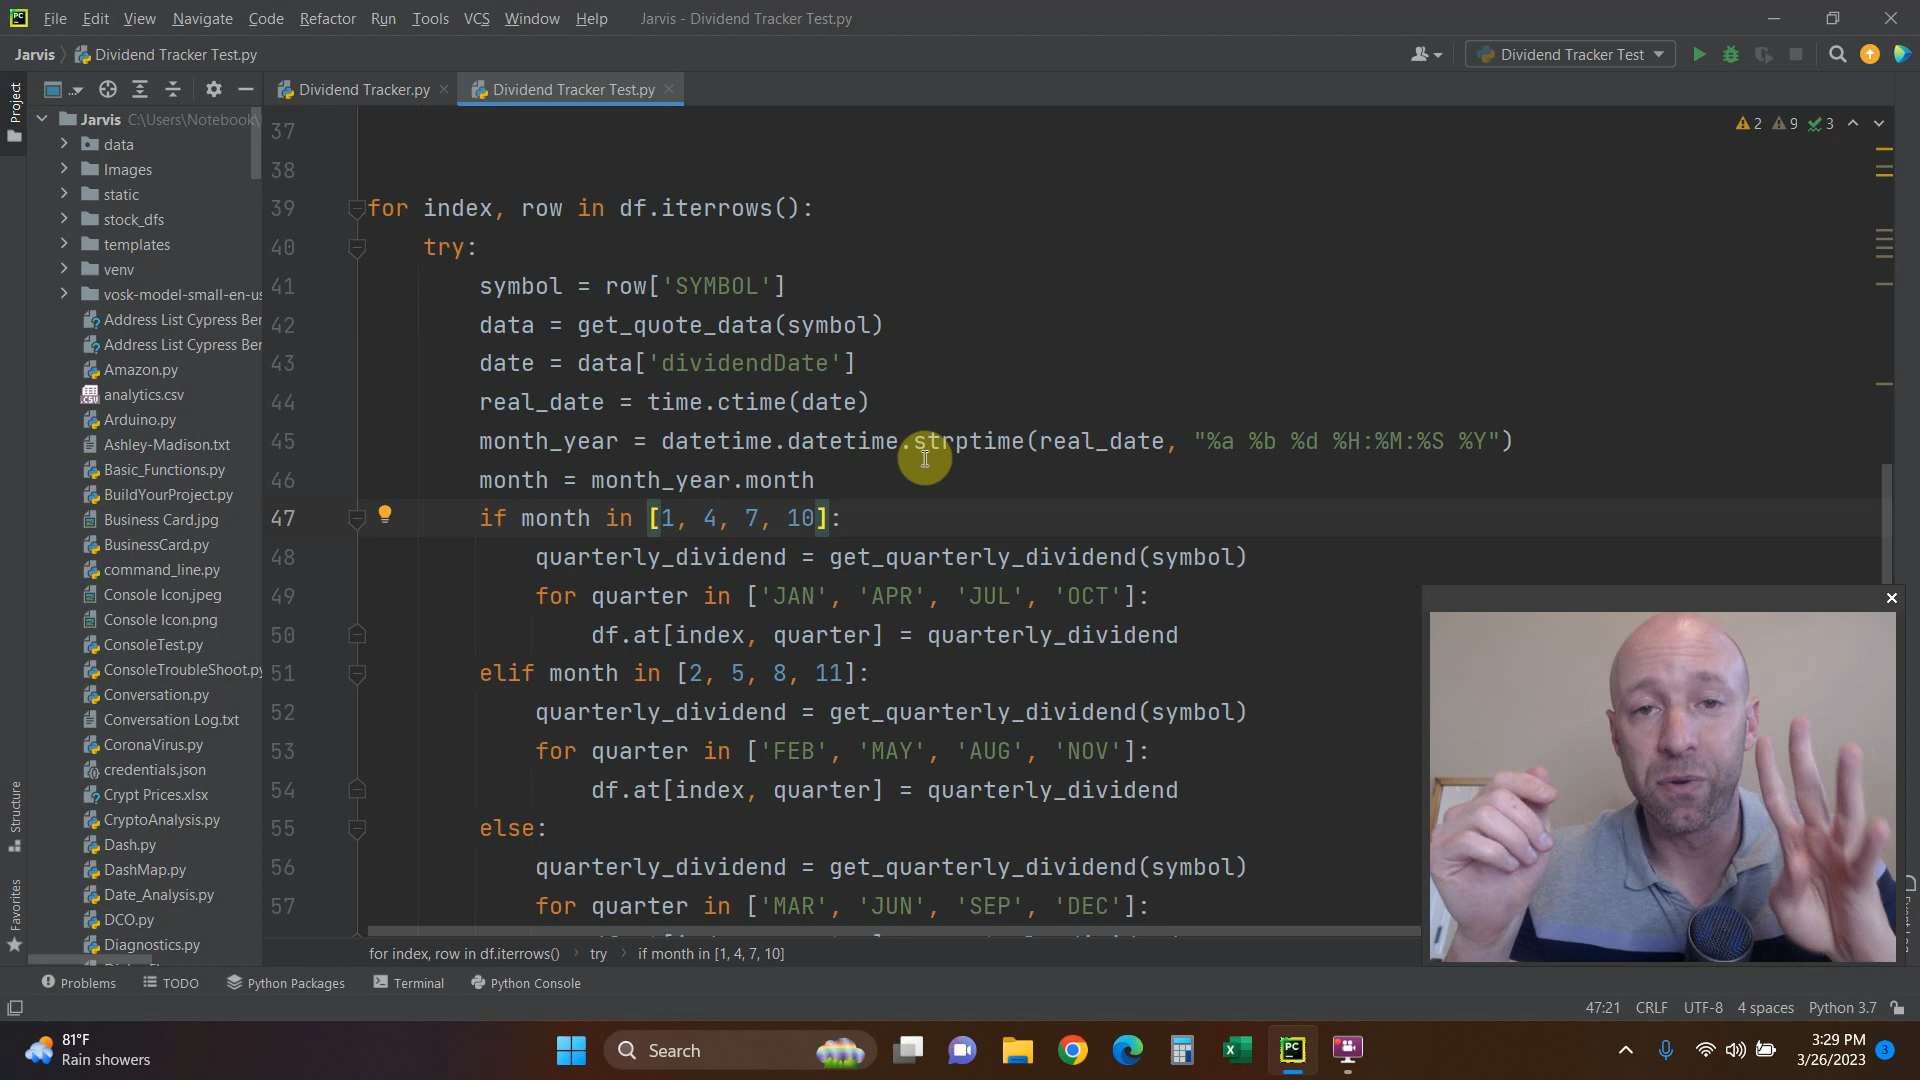 PC File Edit View Navigate Code Refactor Run Tools VCS Window Help Jarvis - Dividend Tracker Test.py
Jarvis Dividend Tracker Test.py Dividend Tracker Test
Dividend Tracker.py Dividend Tracker Test.py
Project
Jarvis C:\Users\Notebook\
data
Images
static
stock_dfs
templates
venv
vosk-model-small-en-us
Address List Cypress Ber
Address List Cypress Ber
Amazon.py
analytics.csv
Arduino.py
Ashley-Madison.txt
Basic_Functions.py
BuildYourProject.py
Business Card.jpg
BusinessCard.py
command_line.py
Console Icon.jpeg
Console Icon.png
ConsoleTest.py
ConsoleTroubleShoot.py
Conversation.py
Conversation Log.txt
CoronaVirus.py
credentials.json
Crypt Prices.xlsx
CryptoAnalysis.py
Dash.py
DashMap.py
Date_Analysis.py
DCO.py
Diagnostics.py
Structure
Favorites
2 9 3
37
38
39 for index, row in df.iterrows():
40 try:
41 symbol = row['SYMBOL']
42 data = get_quote_data(symbol)
43 date = data['dividendDate']
44 real_date = time.ctime(date)
45 month_year = datetime.datetime.strptime(real_date, "%a %b %d %H:%M:%S %Y")
46 month = month_year.month
47 if month in [1, 4, 7, 10]:
48 quarterly_dividend = get_quarterly_dividend(symbol)
49 for quarter in ['JAN', 'APR', 'JUL', 'OCT']:
50 df.at[index, quarter] = quarterly_dividend
51 elif month in [2, 5, 8, 11]:
52 quarterly_dividend = get_quarterly_dividend(symbol)
53 for quarter in ['FEB', 'MAY', 'AUG', 'NOV']:
54 df.at[index, quarter] = quarterly_dividend
55 else:
56 quarterly_dividend = get_quarterly_dividend(symbol)
57 for quarter in ['MAR', 'JUN', 'SEP', 'DEC']:
for index, row in df.iterrows() try if month in [1, 4, 7, 10]
Problems TODO Python Packages Terminal Python Console
47:21 CRLF UTF-8 4 spaces Python 3.7
81°F
Rain showers
Search
PC
3:29 PM
3/26/2023 3